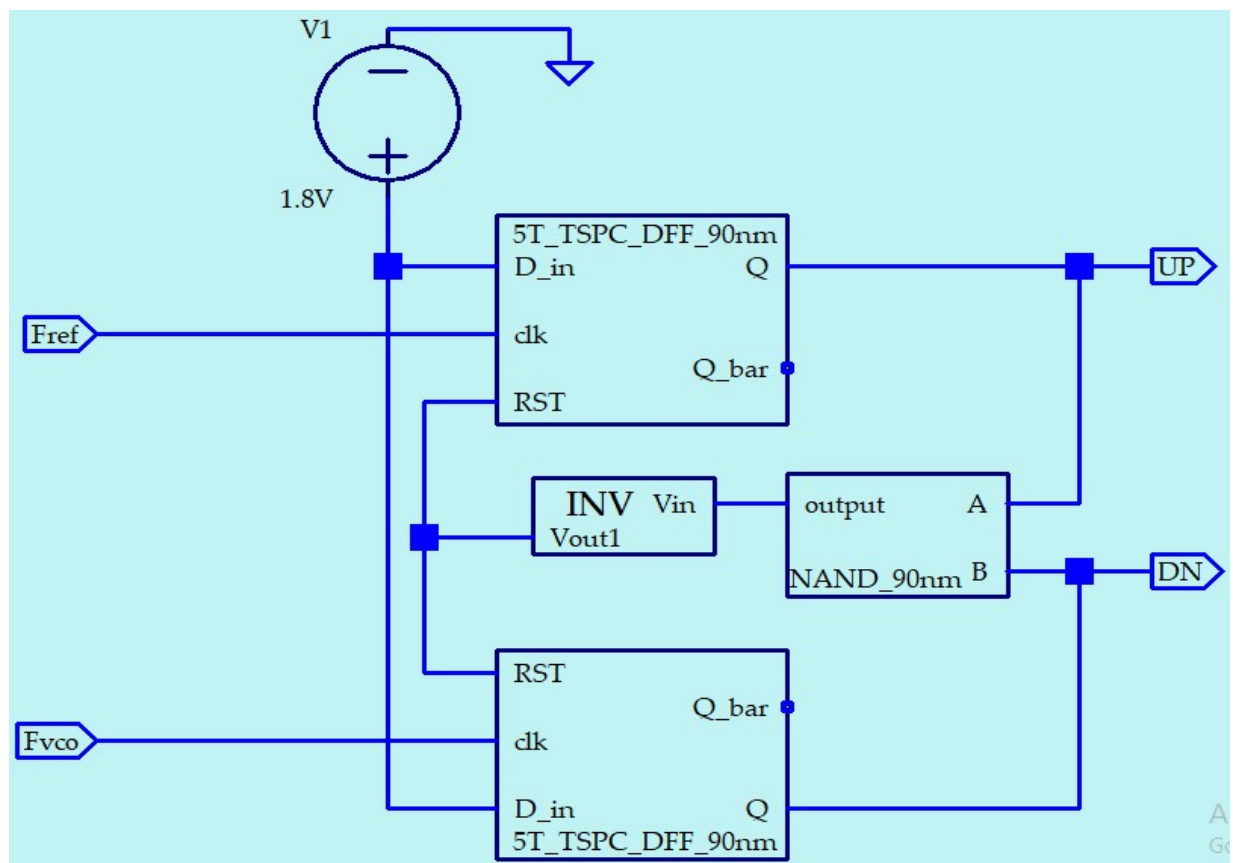 V1
1.8V
5T_TSPC_DFF_90nm
D_in Q
Fref
clk
Q_bar
RST
UP
INV Vin
Vout1
output A
NAND_90nm B
DN
RST
Q_bar
Fvco
clk
D_in Q
5T_TSPC_DFF_90nm